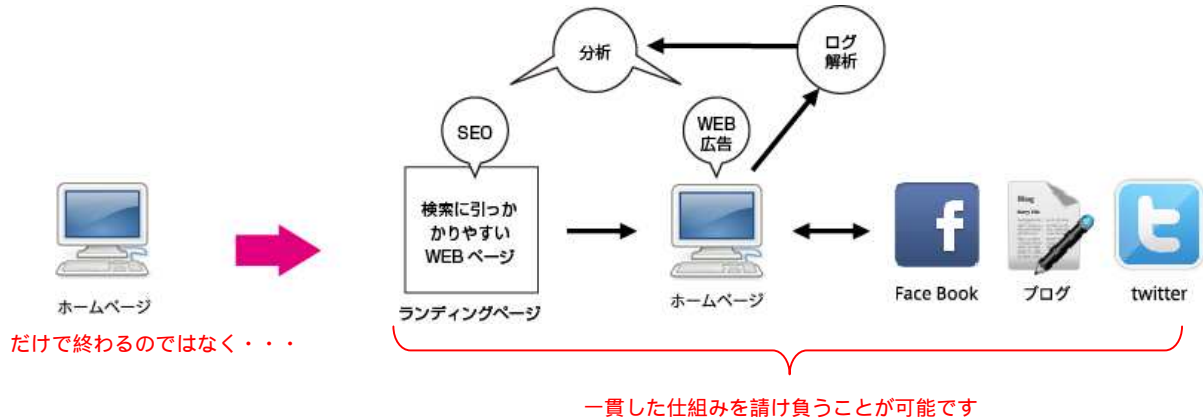 分析
ログ
解析
SEO
WEB
広告
検索に引っか
かりやすい
WEB ページ
Blog
ホームページ
ランディングページ
ホームページ
Face Book
ブログ
twitter
だけで終わるのではなく・・・
一貫した仕組みを請け負うことが可能です